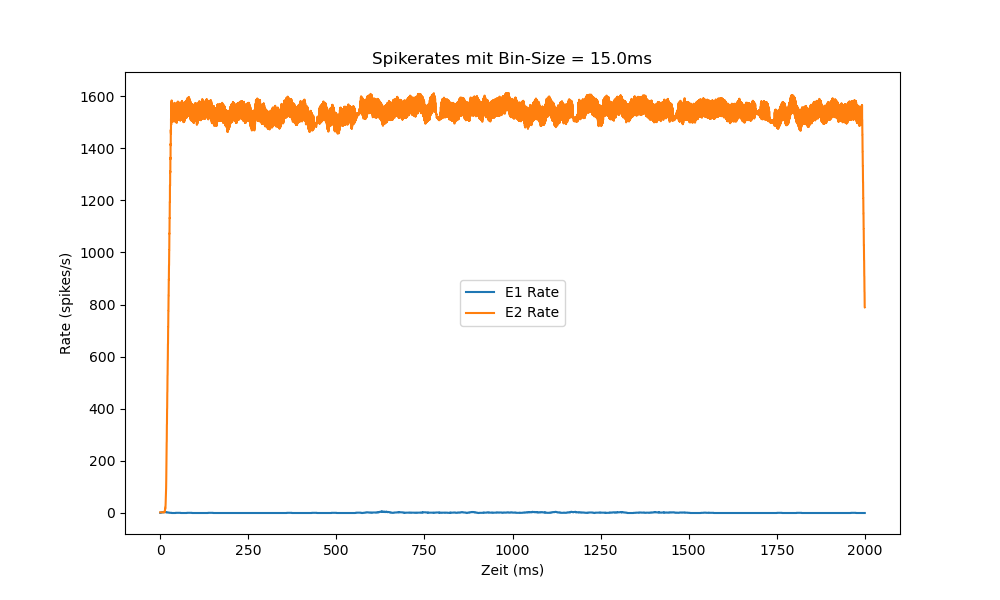 Spikerates mit Bin-Size = 15.0ms
1600
1400
1200
1000
800
600
400
200
0
Rate (spikes/s)
E1 Rate
E2 Rate
0 250 500 750 1000 1250 1500 1750 2000
Zeit (ms)